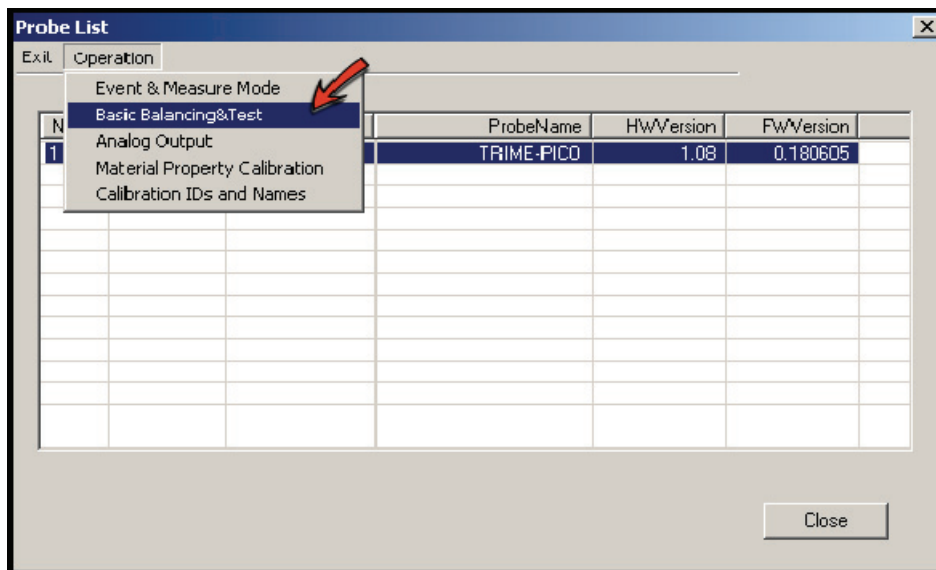 Probe List
Exit Operation
Event & Measure Mode
Basic Balancing&Test
Analog Output
Material Property Calibration
Calibration IDs and Names
N ProbeName HWVersion FWVersion
1 TRIME-PICO 1.08 0.180605
Close